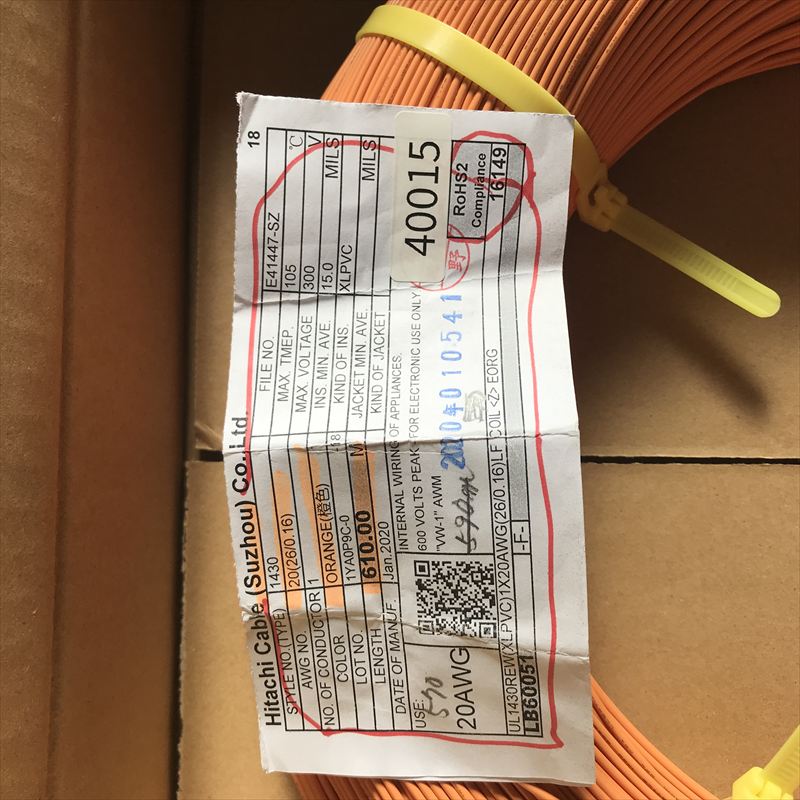 18
Hitachi Cable (Suzhou) Co., Ltd.
STYLE NO.(TYPE) 1430 FILE NO. E41447-SZ
AWG NO. 20(26/0.16) MAX. TMEP. 105 °C
NO. OF CONDUCTOR 1 MAX. VOLTAGE 300 V
COLOR ORANGE(橙色) INS. MIN. AVE. 15.0 MILS
LOT NO. 1YA0P9C-0 -18 KIND OF INS. XLPVC
LENGTH 610.00 M JACKET MIN. AVE. MILS
DATE OF MANUF. Jan.2020 KIND OF JACKET
USE: INTERNAL WIRING OF APPLIANCES.
600 VOLTS PEAK-FOR ELECTRONIC USE ONLY
570
"VW-1" AWM
2020年010541
野
20AWG
40015
RoHS2
Compliance
16149
UL1430REW(XLPVC)1X20AWG(26/0.16)LF COIL <Z> EORG
LB60051 -F-